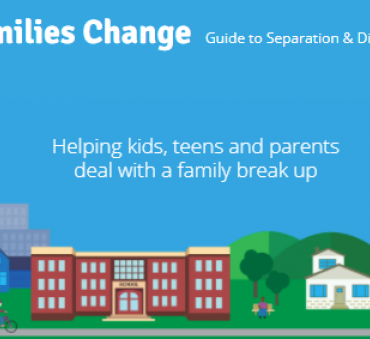 milies Change Guide to Separation & Di
Helping kids, teens and parents
deal with a family break up
SCHOOL